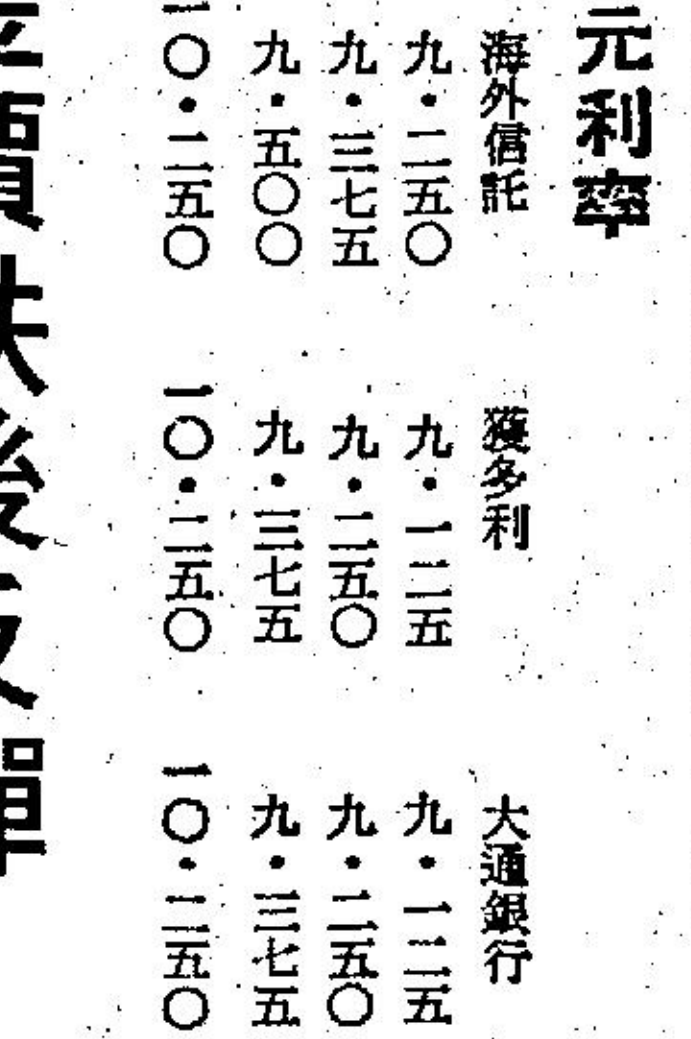 元利率
海外信託 獲多利 大通銀行
九・二五〇 九・一二五 九・一二五
九・三七五 九・二五〇 九・二五〇
九・五〇〇 九・三七五 九・三七五
一〇・二五〇 一〇・二五〇 一〇・二五〇